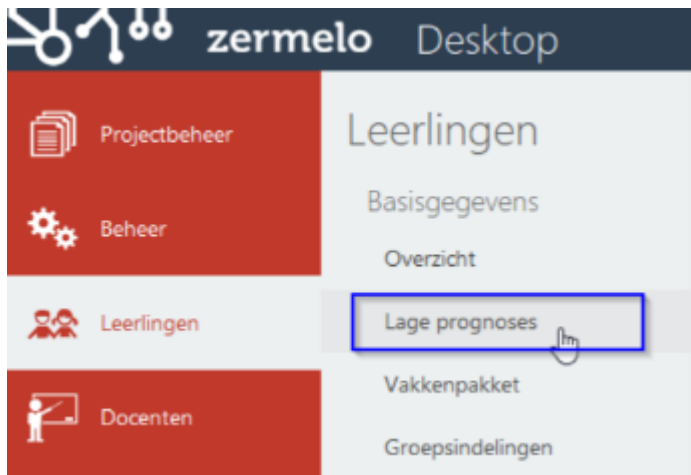 zermelo Desktop
Projectbeheer
Beheer
Leerlingen
Docenten
Leerlingen
Basisgegevens
Overzicht
Lage prognoses
Vakkenpakket
Groepsindelingen